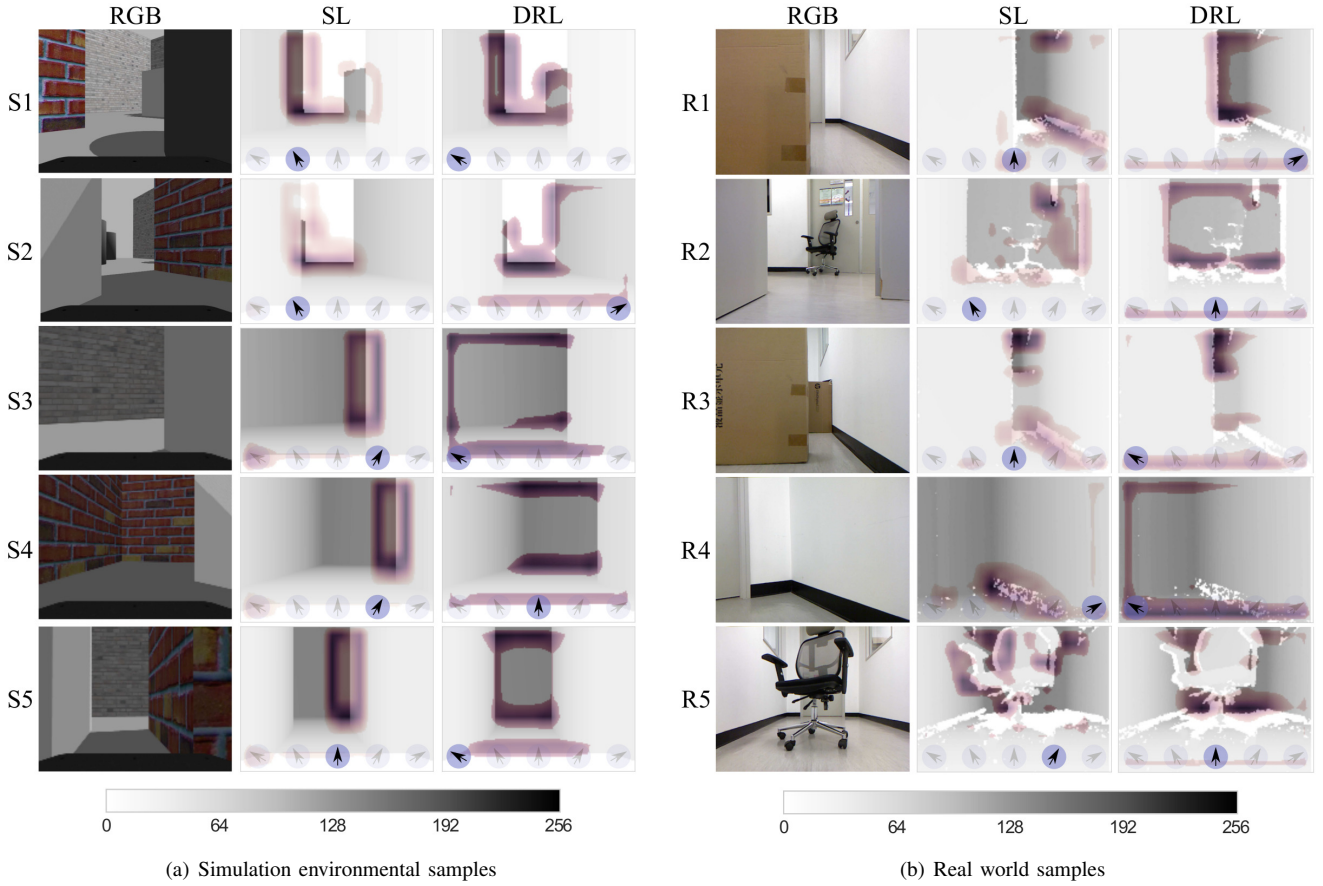 RGB SL DRL RGB SL DRL
S1 R1
S2 R2
S3 R3
S4 R4
S5 R5
0 64 128 192 256 0 64 128 192 256
(a) Simulation environmental samples (b) Real world samples